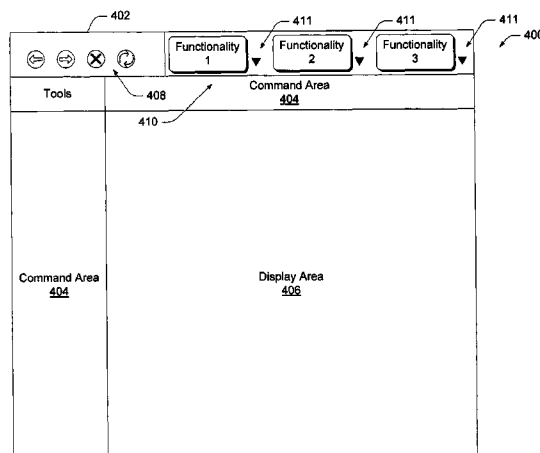 402
411
411
411
400
Functionality
1
Functionality
2
Functionality
3
408
Tools
Command Area
404
410
Command Area
404
Display Area
406